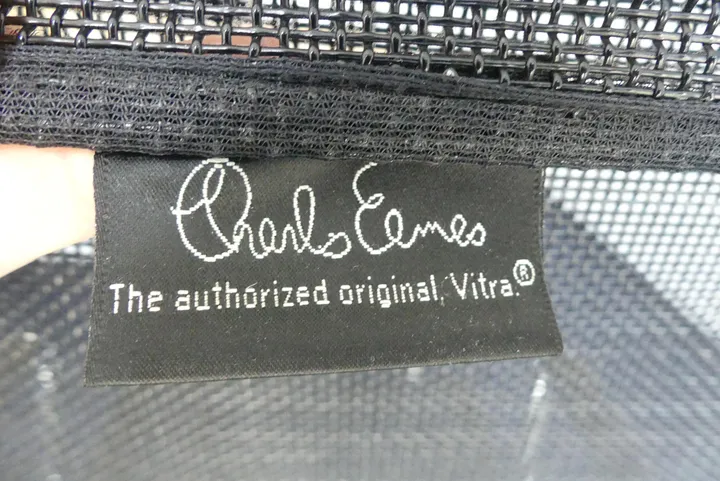 Charles Eames
The authorized original, Vitra.®